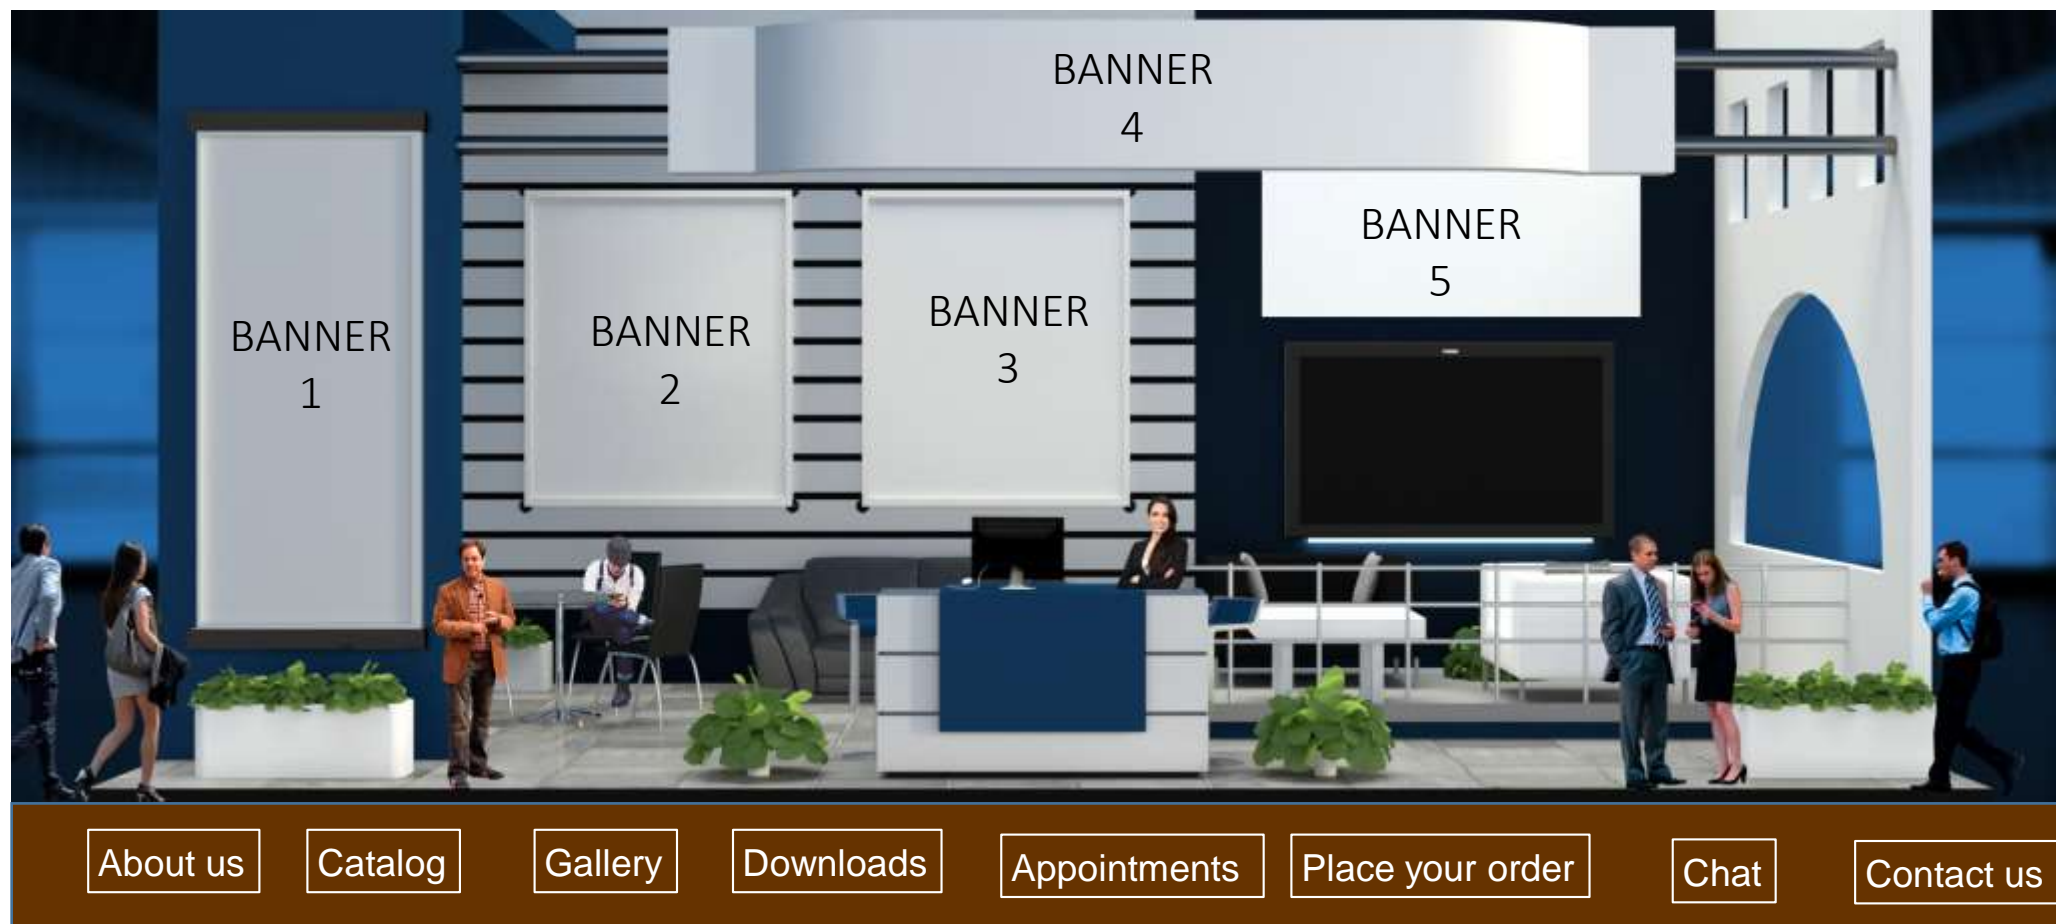 BANNER
4
BANNER
5
BANNER
1
BANNER
2
BANNER
3
About us
Catalog
Gallery
Downloads
Appointments
Place your order
Chat
Contact us